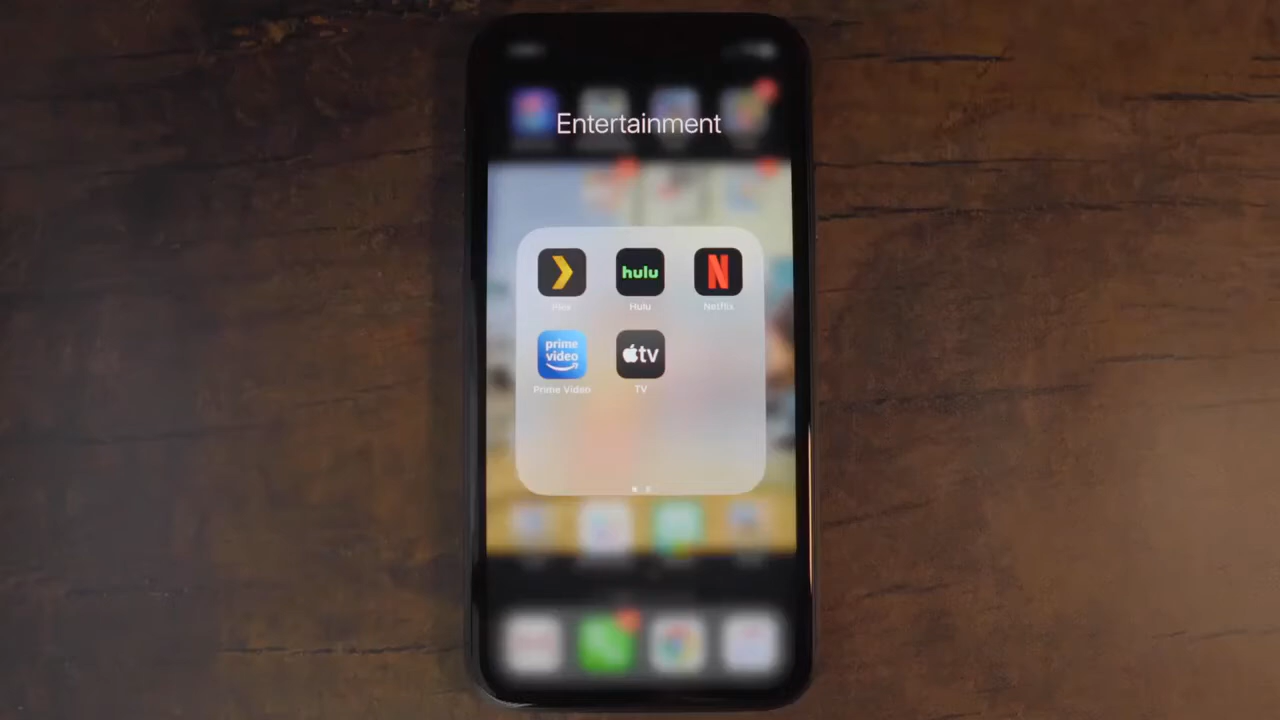 Entertainment
hulu
N
Plex
Hulu
Netflix
prime
video
tv
Prime Video
TV